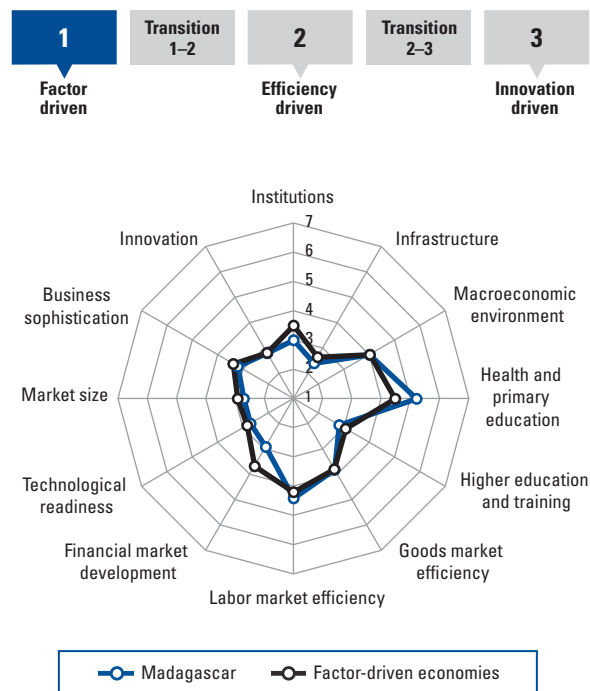 1
Transition
1–2
2
Transition
2–3
3
Factor
driven
Efficiency
driven
Innovation
driven
Institutions
7
Innovation
Infrastructure
6
5
Business
sophistication
Macroeconomic
environment
4
3
2
Market size
1
Health and
primary
education
Technological
readiness
Higher education
and training
Financial market
development
Goods market
efficiency
Labor market efficiency
Madagascar
Factor-driven economies